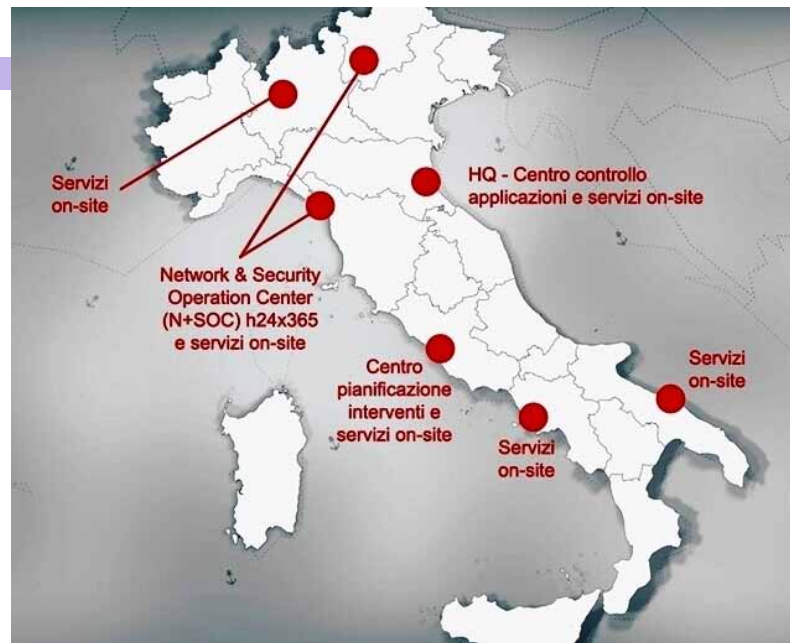 Servizi
on-site
HQ - Centro controllo
applicazioni e servizi on-site
Network & Security
Operation Center
(N+SOC) h24x365
e servizi on-site
Centro
pianificazione
interventi e
servizi on-site
Servizi
on-site
Servizi
on-site